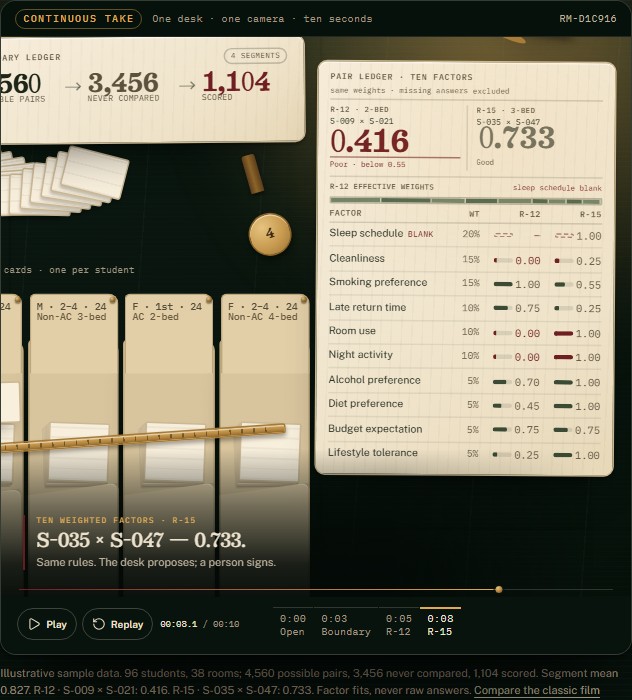 CONTINUOUS TAKE One desk · one camera · ten seconds RM-D1C916
ARY LEDGER 4 SEGMENTS
560 → 3,456 → 1,104
BLE PAIRS NEVER COMPARED SCORED
4
cards · one per student
24 M · 2–4 · 24 F · 1st · 24 F · 2–4 · 24
Non-AC 3-bed AC 2-bed Non-AC 4-bed
PAIR LEDGER · TEN FACTORS
same weights · missing answers excluded
R-12 · 2-BED R-15 · 3-BED
S-009 × S-021 S-035 × S-047
0.416 0.733
Poor · below 0.55 Good
R-12 EFFECTIVE WEIGHTS sleep schedule blank
FACTOR WT R-12 R-15
Sleep schedule BLANK 20% — 1.00
Cleanliness 15% 0.00 0.25
Smoking preference 15% 1.00 0.55
Late return time 10% 0.75 0.25
Room use 10% 0.00 1.00
Night activity 10% 0.00 1.00
Alcohol preference 5% 0.70 1.00
Diet preference 5% 0.45 1.00
Budget expectation 5% 0.75 0.75
Lifestyle tolerance 5% 0.25 1.00
TEN WEIGHTED FACTORS · R-15
S-035 × S-047 — 0.733.
Same rules. The desk proposes; a person signs.
Play Replay 00:08.1 / 00:10
0:00 0:03 0:05 0:08
Open Boundary R-12 R-15
Illustrative sample data. 96 students, 38 rooms; 4,560 possible pairs, 3,456 never compared, 1,104 scored. Segment mean
0.827. R-12 · S-009 × S-021: 0.416. R-15 · S-035 × S-047: 0.733. Factor fits, never raw answers. Compare the classic film